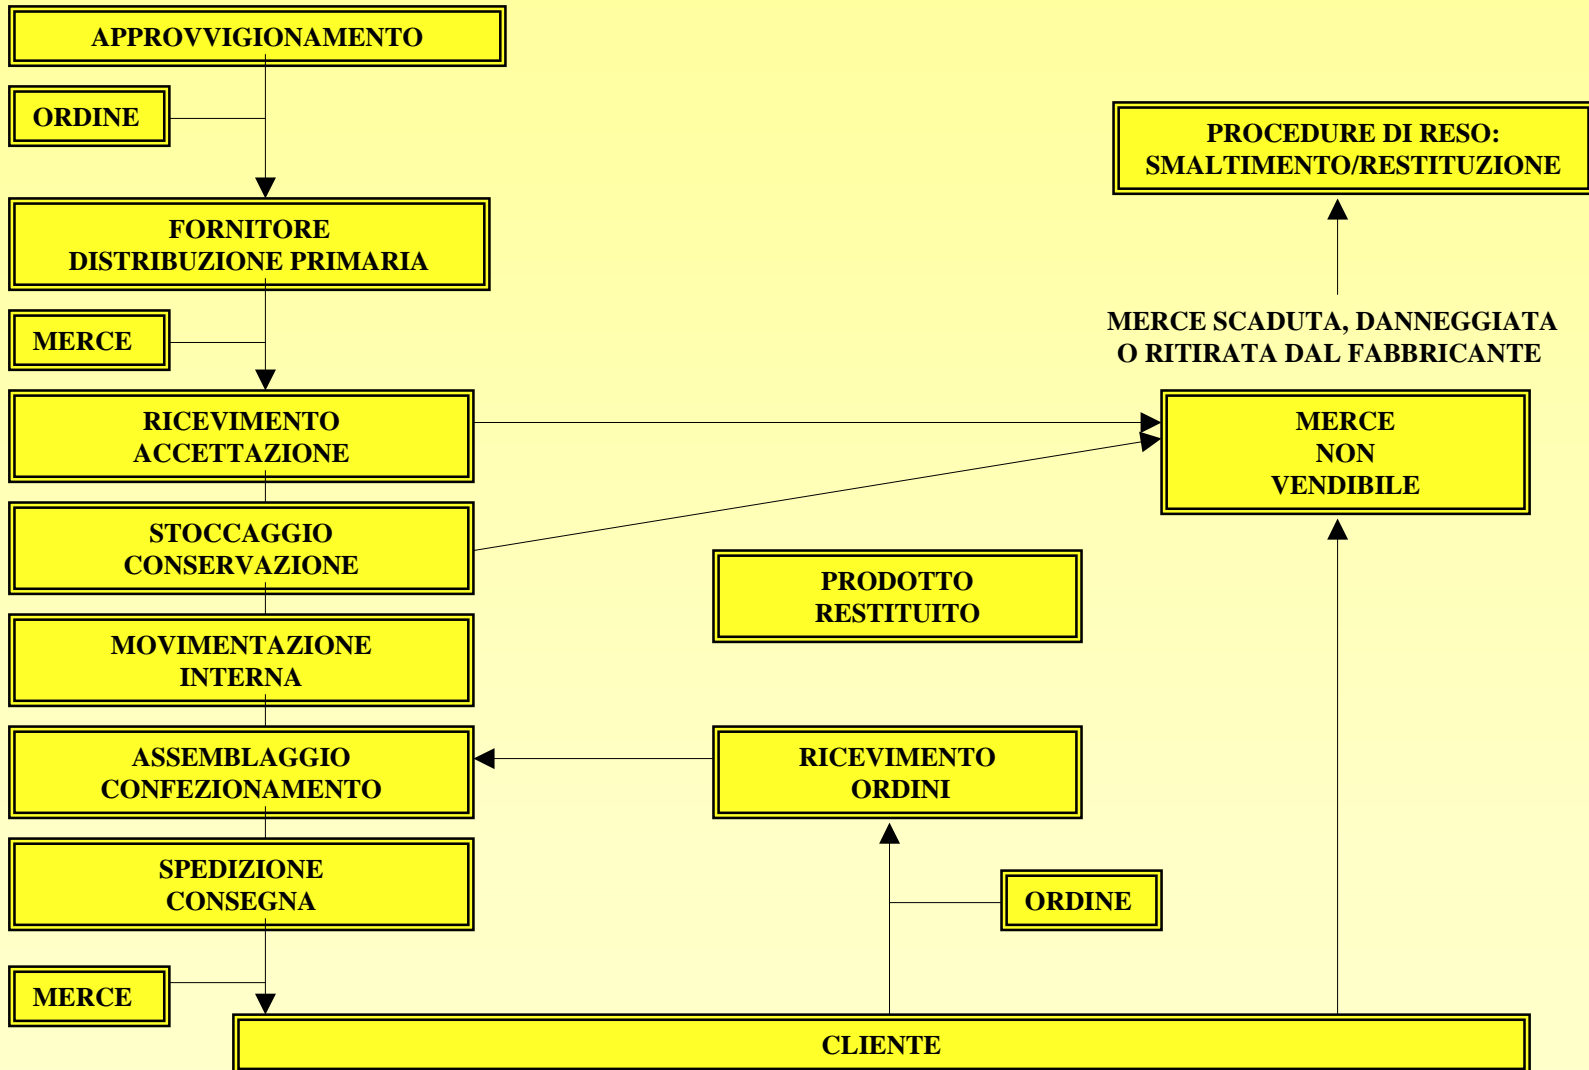 APPROVVIGIONAMENTO
ORDINE
PROCEDURE DI RESO:
SMALTIMENTO/RESTITUZIONE
FORNITORE
DISTRIBUZIONE PRIMARIA
MERCE
MERCE SCADUTA, DANNEGGIATA
O RITIRATA DAL FABBRICANTE
RICEVIMENTO
ACCETTAZIONE
MERCE
NON
VENDIBILE
STOCCAGGIO
CONSERVAZIONE
PRODOTTO
RESTITUITO
MOVIMENTAZIONE
INTERNA
ASSEMBLAGGIO
CONFEZIONAMENTO
RICEVIMENTO
ORDINI
SPEDIZIONE
CONSEGNA
ORDINE
MERCE
CLIENTE